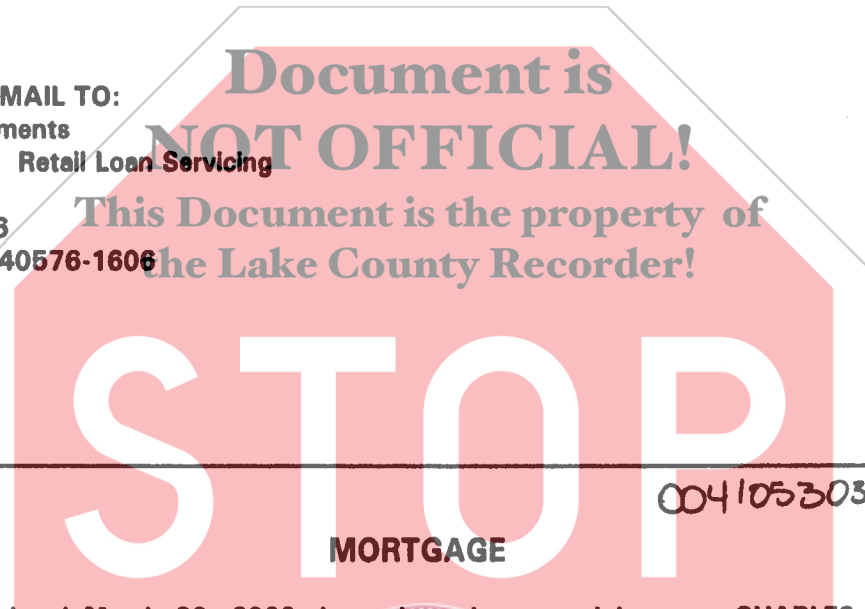 Document is
MAIL TO:
ments
NOT OFFICIAL!
Retail Loan Servicing
This Document is the property of
6
40576-1606
the Lake County Recorder!
STOP
004105303
MORTGAGE